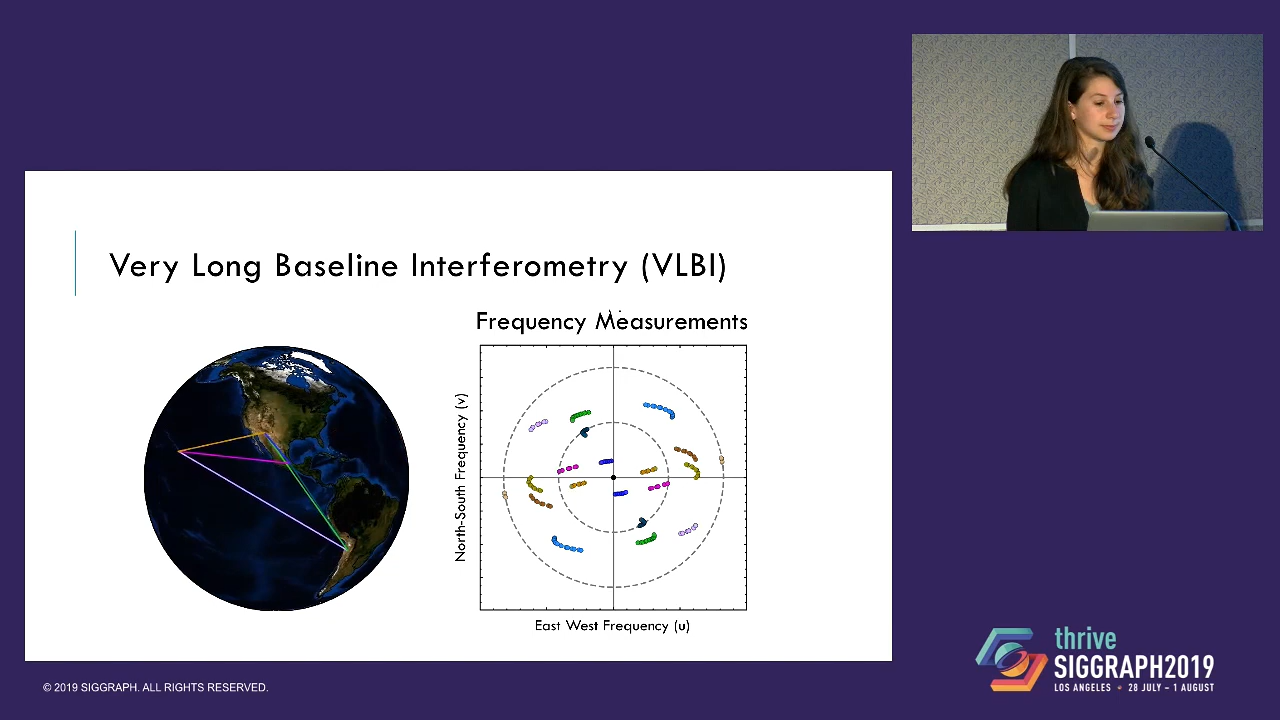 Very Long Baseline Interferometry (VLBI)
Frequency Measurements
North-South Frequency (v)
East West Frequency (u)
thrive
SIGGRAPH2019
LOS ANGELES • 28 JULY – 1 AUGUST
© 2019 SIGGRAPH. ALL RIGHTS RESERVED.